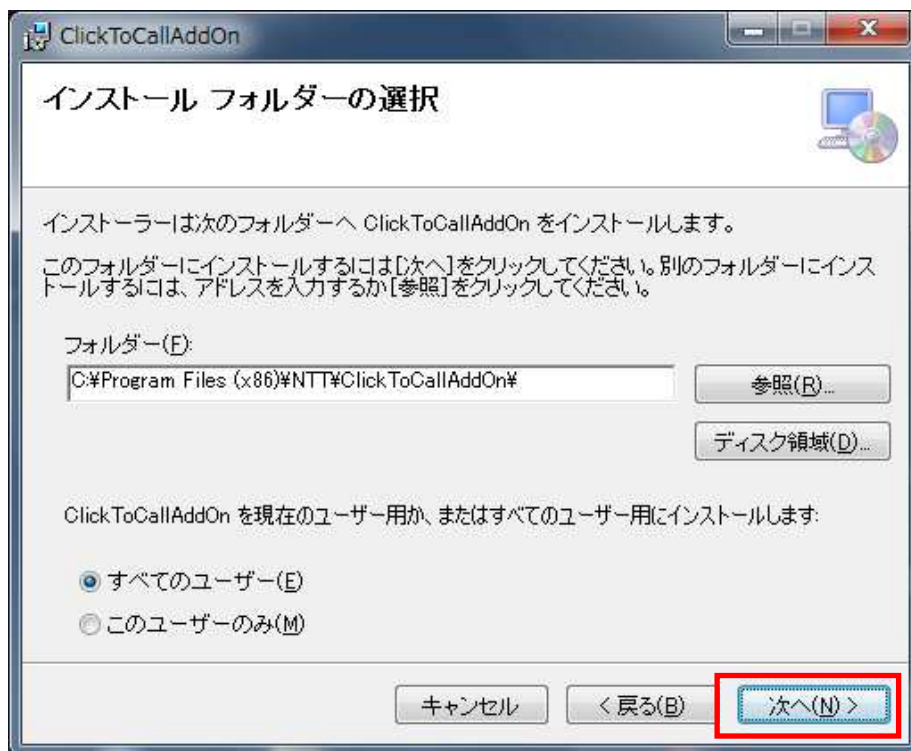 ClickToCallAddOn
インストール フォルダーの選択
インストーラーは次のフォルダーへ ClickToCallAddOn をインストールします。
このフォルダーにインストールするには[次へ]をクリックしてください。別のフォルダーにインス
トールするには、アドレスを入力するか[参照]をクリックしてください。
フォルダー(F):
C:¥Program Files (x86)¥NTT¥ClickToCallAddOn¥
参照(R)...
ディスク領域(D)...
ClickToCallAddOn を現在のユーザー用か、またはすべてのユーザー用にインストールします:
すべてのユーザー(E)
このユーザーのみ(M)
キャンセル
< 戻る(B)
次へ(N) >